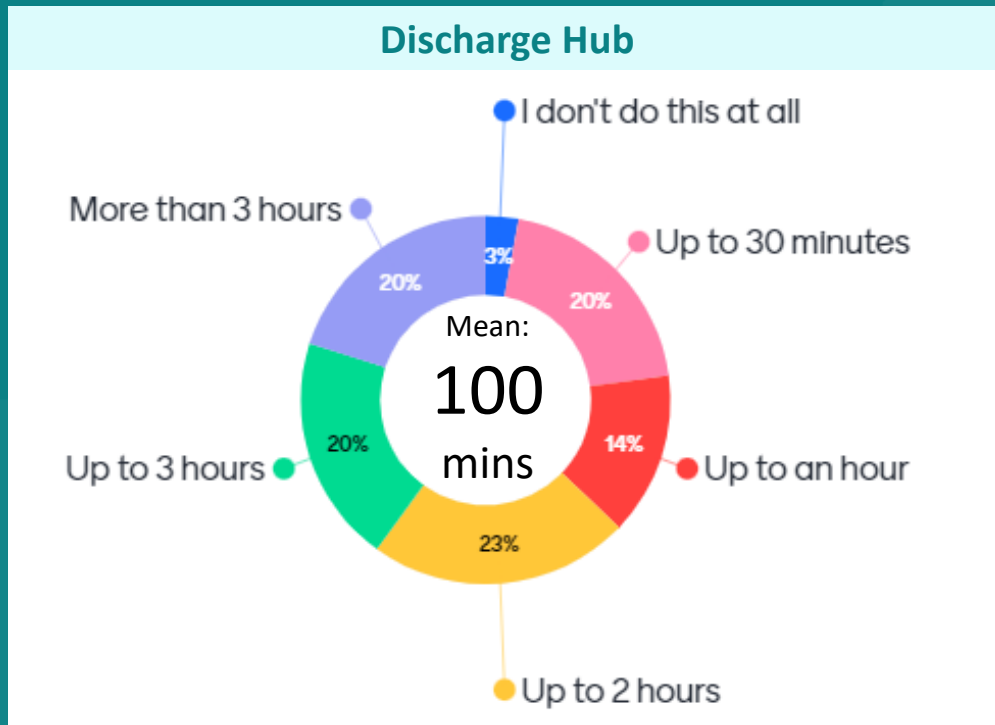 Discharge Hub
I don't do this at all
More than 3 hours
Up to 30 minutes
3%
20%
20%
Mean:
100
mins
20%
14%
Up to 3 hours
Up to an hour
23%
Up to 2 hours